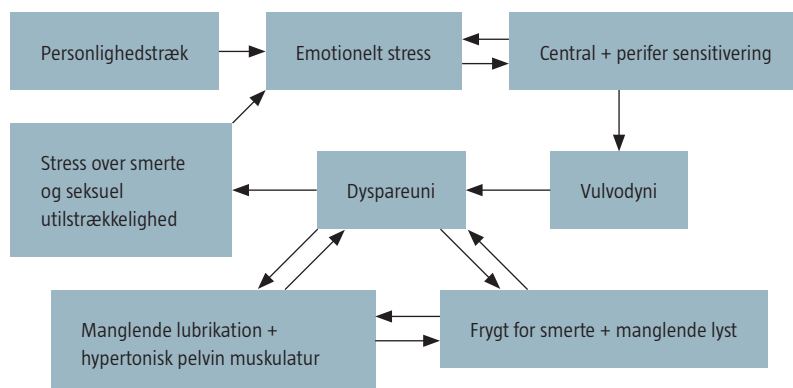 Personlighedstræk
Emotionelt stress
Central + perifer sensitivering
Stress over smerte
og seksuel
utilstrækkelighed
Dyspareuni
Vulvodyni
Manglende lubrikation +
hypertonisk pelvin muskulatur
Frygt for smerte + manglende lyst